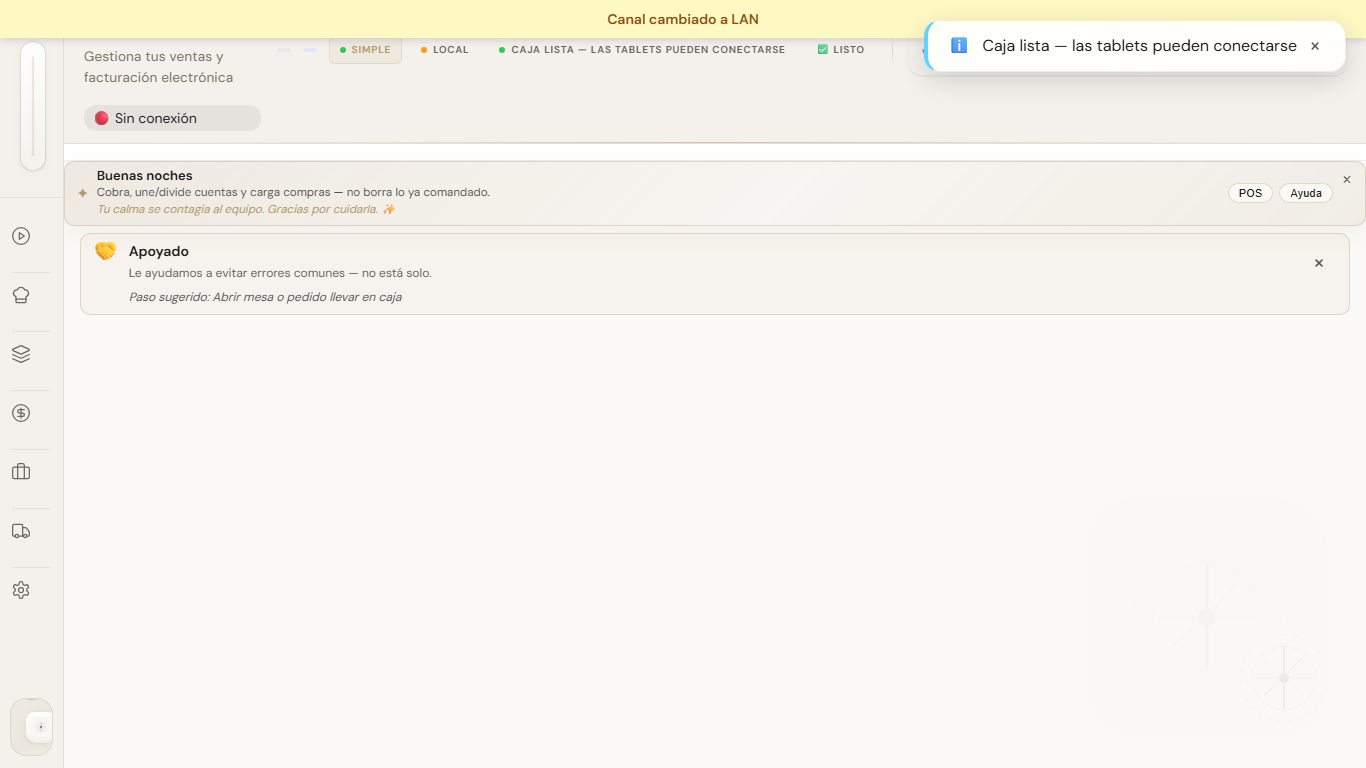 Canal cambiado a LAN
Caja lista — las tablets pueden conectarse ×
Gestiona tus ventas y
facturación electrónica
SIMPLE
LOCAL
CAJA LISTA — LAS TABLETS PUEDEN CONECTARSE
LISTO
Sin conexión
Buenas noches
Cobra, une/divide cuentas y carga compras — no borra lo ya comandado.
Tu calma se contagia al equipo. Gracias por cuidarla. ✨
POS
Ayuda
×
Apoyado
Le ayudamos a evitar errores comunes — no está solo.
Paso sugerido: Abrir mesa o pedido llevar en caja
×